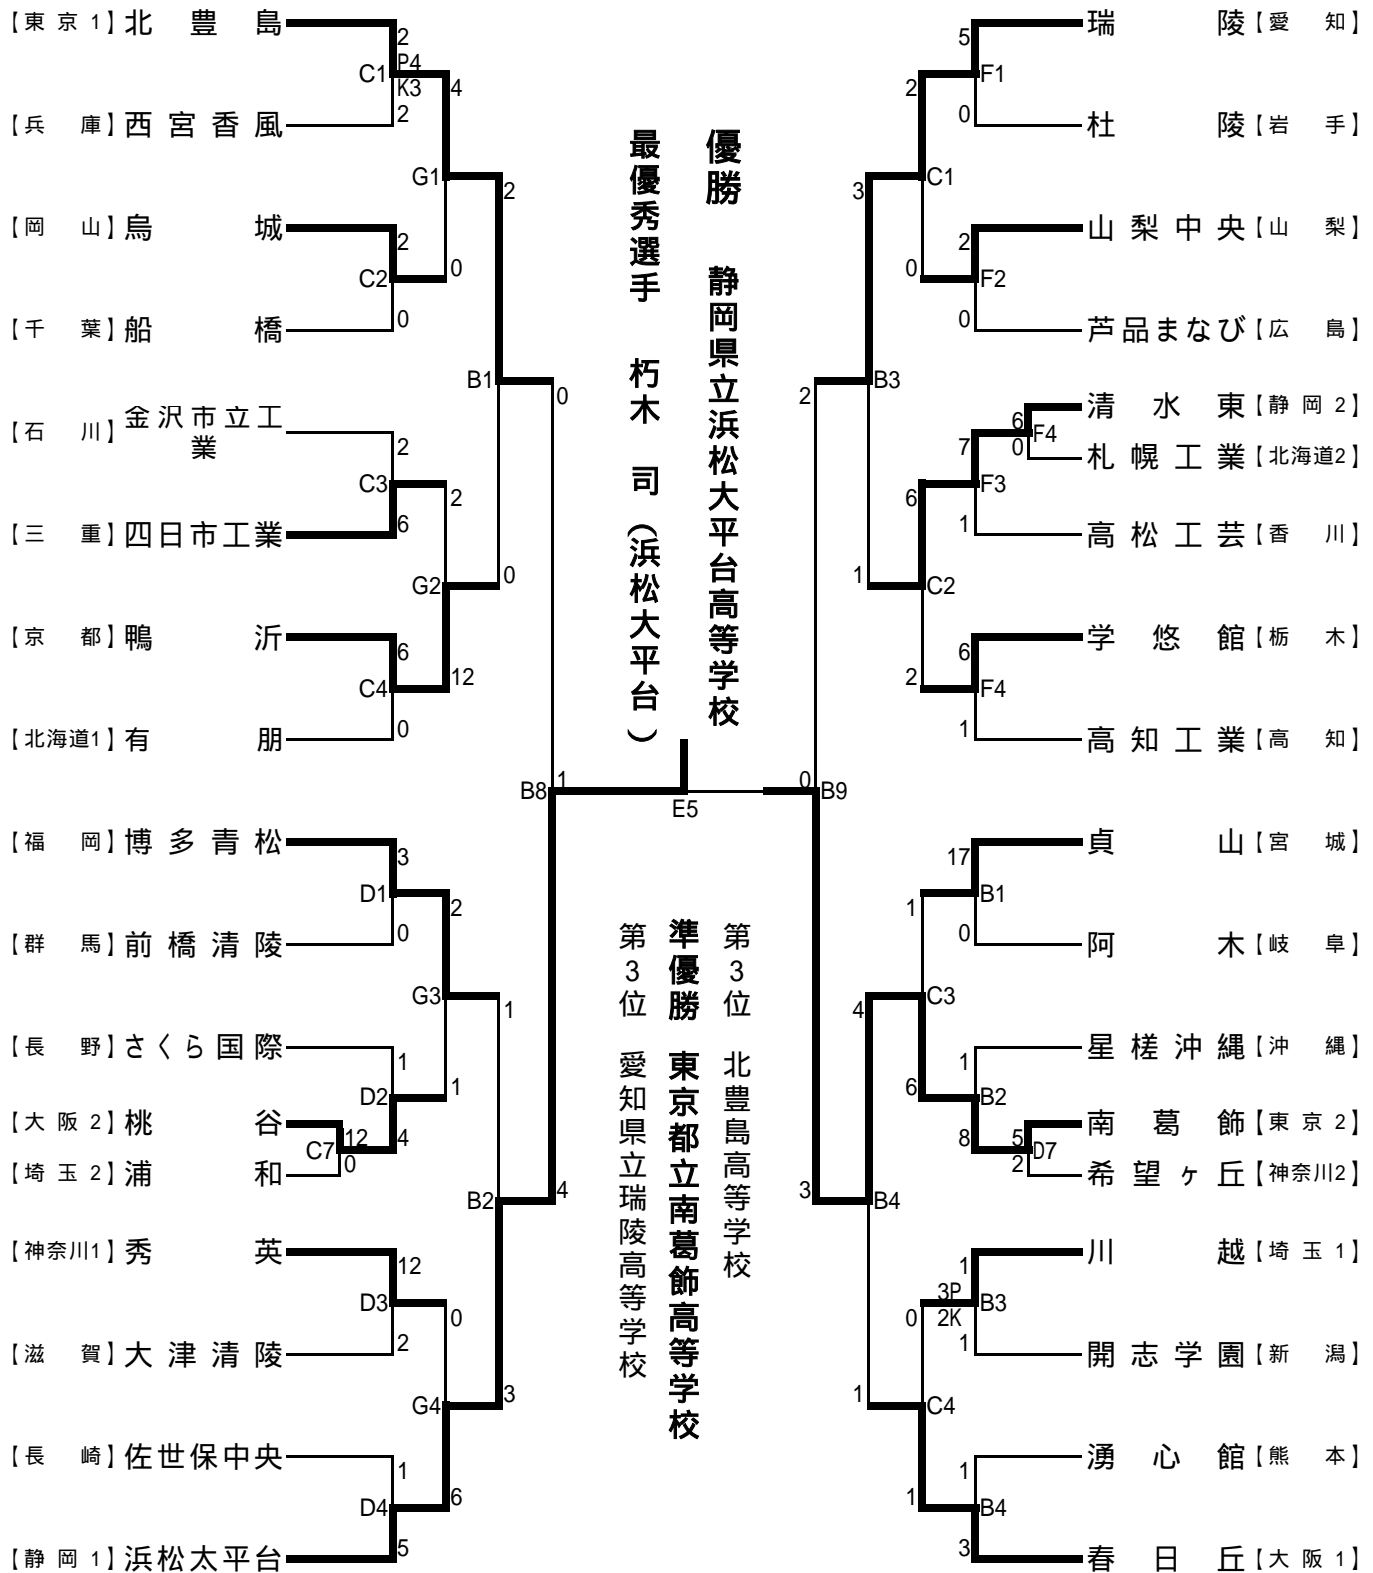 【東京1】北豊島
2
P4
C1
K3
4
2
【兵庫】西宮香風
G1
2
【岡山】烏城
2
C2
0
0
【千葉】船橋
B1
0
【石川】金沢市立工業
2
C3
2
6
【三重】四日市工業
G2
0
【京都】鴨沂
6
C4
12
0
【北海道1】有朋
B8
1
【福岡】博多青松
3
D1
2
0
【群馬】前橋清陵
G3
1
【長野】さくら国際
1
D2
1
【大阪2】桃谷
12
C7
4
0
【埼玉2】浦和
B2
4
【神奈川1】秀英
12
D3
0
2
【滋賀】大津清陵
G4
3
【長崎】佐世保中央
1
D4
6
5
【静岡1】浜松太平台
優勝 静岡県立浜松大平台高等学校
最優秀選手 朽木 司(浜松大平台)
E5
第3位 北豊島高等学校
準優勝 東京都立南葛飾高等学校
第3位 愛知県立瑞陵高等学校
瑞陵【愛知】
5
F1
2
0
杜陵【岩手】
C1
3
山梨中央【山梨】
2
F2
0
0
芦品まなび【広島】
B3
2
清水東【静岡2】
6
F4
0
札幌工業【北海道2】
7
F3
6
1
高松工芸【香川】
C2
1
学悠館【栃木】
6
F4
2
1
高知工業【高知】
0
B9
貞山【宮城】
17
B1
1
0
阿木【岐阜】
C3
4
星槎沖縄【沖縄】
1
B2
6
8
南葛飾【東京2】
5
D7
2
希望ヶ丘【神奈川2】
B4
3
川越【埼玉1】
1
3P
B3
2K
0
1
開志学園【新潟】
C4
1
湧心館【熊本】
1
B4
1
3
春日丘【大阪1】